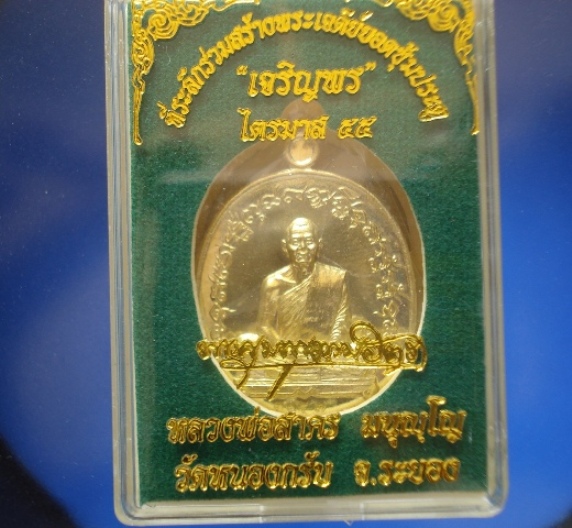 ที่ระลึกร่วมสร้างพระเจดีย์ยอดซุ้มประตู
"เจริญพร"
ไตรมาส ๕๕
หลวงพ่อสาคร มนุญฺโญ
วัดหนองกรับ จ.ระยอง